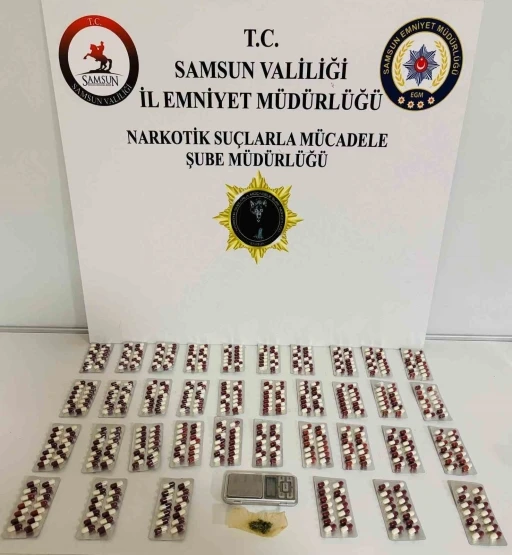 T.C.
SAMSUN
SAMSUN VALİLİĞİ
T.C.
SAMSUN VALİLİĞİ
İL EMNİYET MÜDÜRLÜĞÜ
NARKOTİK SUÇLARLA MÜCADELE
ŞUBE MÜDÜRLÜĞÜ
SAMSUN EMNİYET MÜDÜRLÜĞÜ
EGM